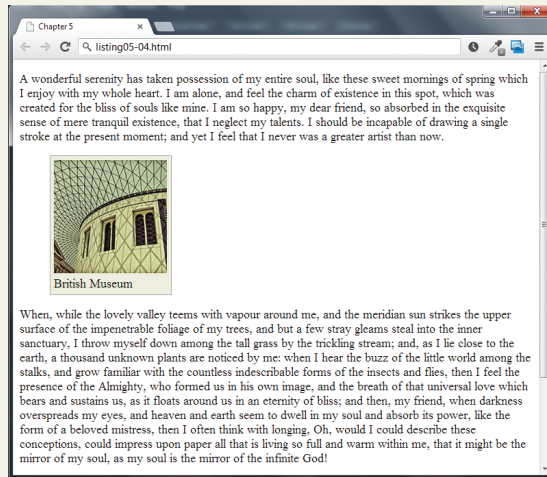 Chapter 5
listing05-04.html
A wonderful serenity has taken possession of my entire soul, like these sweet mornings of spring which
I enjoy with my whole heart. I am alone, and feel the charm of existence in this spot, which was
created for the bliss of souls like mine. I am so happy, my dear friend, so absorbed in the exquisite
sense of mere tranquil existence, that I neglect my talents. I should be incapable of drawing a single
stroke at the present moment; and yet I feel that I never was a greater artist than now.
British Museum
When, while the lovely valley teems with vapour around me, and the meridian sun strikes the upper
surface of the impenetrable foliage of my trees, and but a few stray gleams steal into the inner
sanctuary, I throw myself down among the tall grass by the trickling stream; and, as I lie close to the
earth, a thousand unknown plants are noticed by me: when I hear the buzz of the little world among the
stalks, and grow familiar with the countless indescribable forms of the insects and flies, then I feel the
presence of the Almighty, who formed us in his own image, and the breath of that universal love which
bears and sustains us, as it floats around us in an eternity of bliss; and then, my friend, when darkness
overspreads my eyes, and heaven and earth seem to dwell in my soul and absorb its power, like the
form of a beloved mistress, then I often think with longing, Oh, would I could describe these
conceptions, could impress upon paper all that is living so full and warm within me, that it might be the
mirror of my soul, as my soul is the mirror of the infinite God!